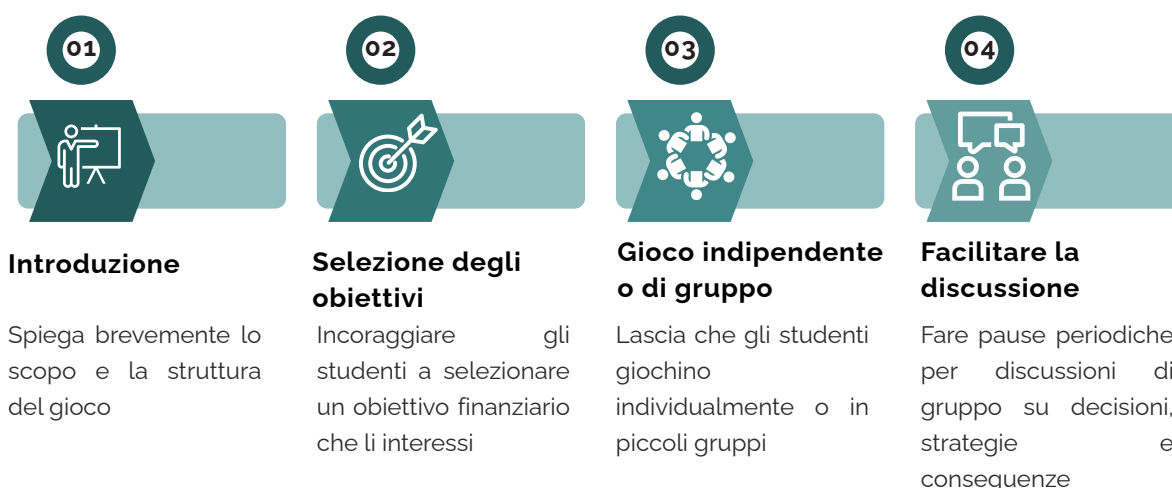 01
02
03
04
Introduzione
Spiega brevemente lo
scopo e la struttura
del gioco
Selezione degli
obiettivi
Incoraggiare gli
studenti a selezionare
un obiettivo finanziario
che li interessi
Gioco indipendente
o di gruppo
Lascia che gli studenti
giochino
individualmente o in
piccoli gruppi
Facilitare la
discussione
Fare pause periodiche
per discussioni di
gruppo su decisioni,
strategie e
conseguenze